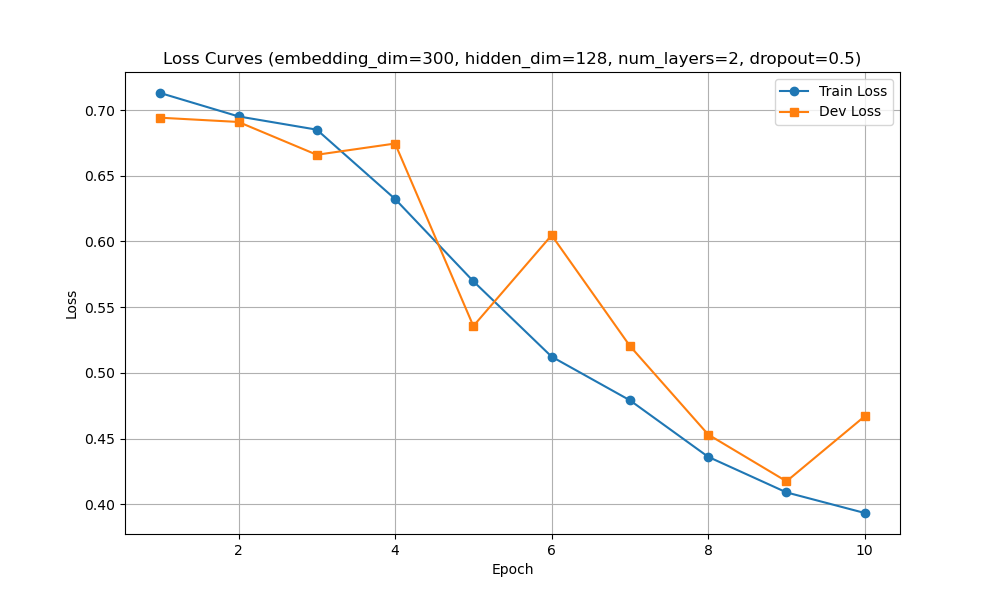 Loss Curves (embedding_dim=300, hidden_dim=128, num_layers=2, dropout=0.5)
Train Loss
Dev Loss
0.70
0.65
0.60
0.55
0.50
0.45
0.40
Loss
2
4
6
8
10
Epoch